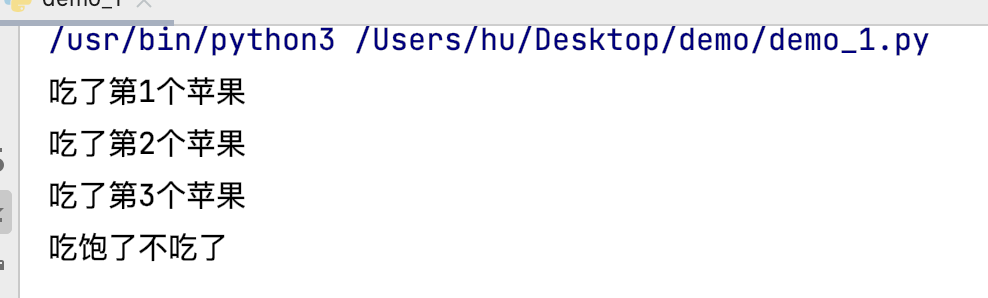 demo_1
/usr/bin/python3 /Users/hu/Desktop/demo/demo_1.py
吃了第1个苹果
吃了第2个苹果
吃了第3个苹果
吃饱了不吃了